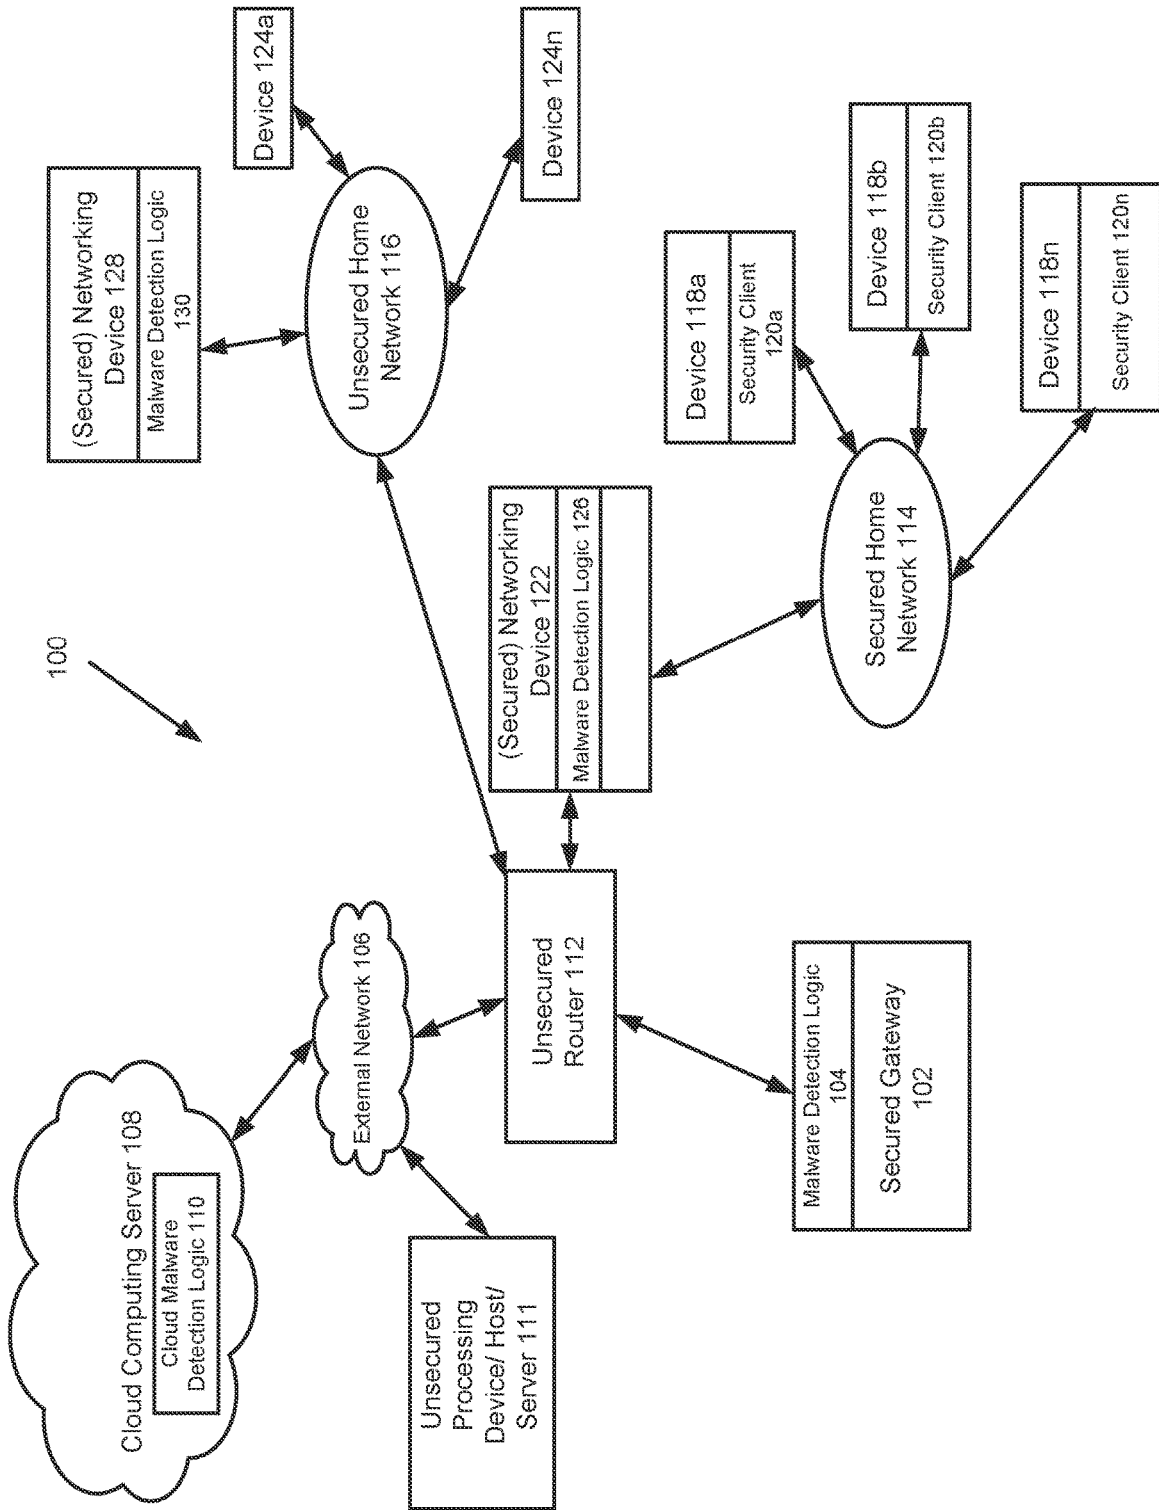 100
Cloud Computing Server 108
Cloud Malware
Detection Logic 110
External Network 106
Unsecured
Processing
Device/ Host/
Server 111
Unsecured
Router 112
Malware Detection Logic
104
Secured Gateway
102
(Secured) Networking
Device 122
Malware Detection Logic 126
(Secured) Networking
Device 128
Malware Detection Logic
130
Unsecured Home
Network 116
Device 124a
Device 124n
Secured Home
Network 114
Device 118a
Security Client
120a
Device 118b
Security Client 120b
Device 118n
Security Client 120n